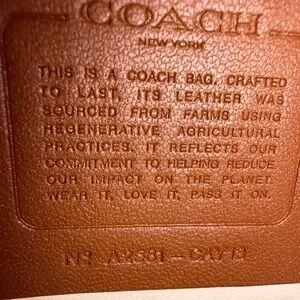 COACH
NEW YORK
THIS IS A COACH BAG, CRAFTED
TO LAST. ITS LEATHER WAS
SOURCED FROM FARMS USING
REGENERATIVE AGRICULTURAL
PRACTICES. IT REFLECTS OUR
COMMITMENT TO HELPING REDUCE
OUR IMPACT ON THE PLANET.
WEAR IT, LOVE IT, PASS IT ON.
Nº